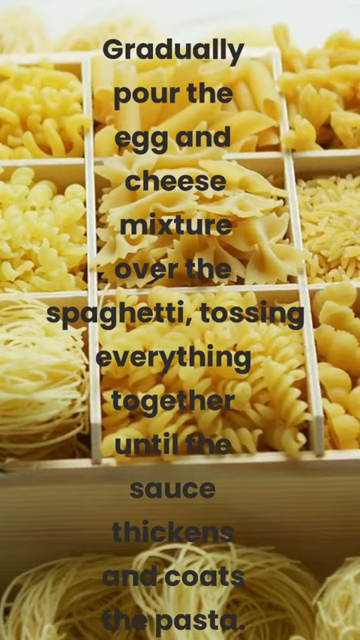 Gradually
pour the
egg and
cheese
mixture
over the
spaghetti, tossing
everything
together
until the
sauce
thickens
and coats
the pasta.